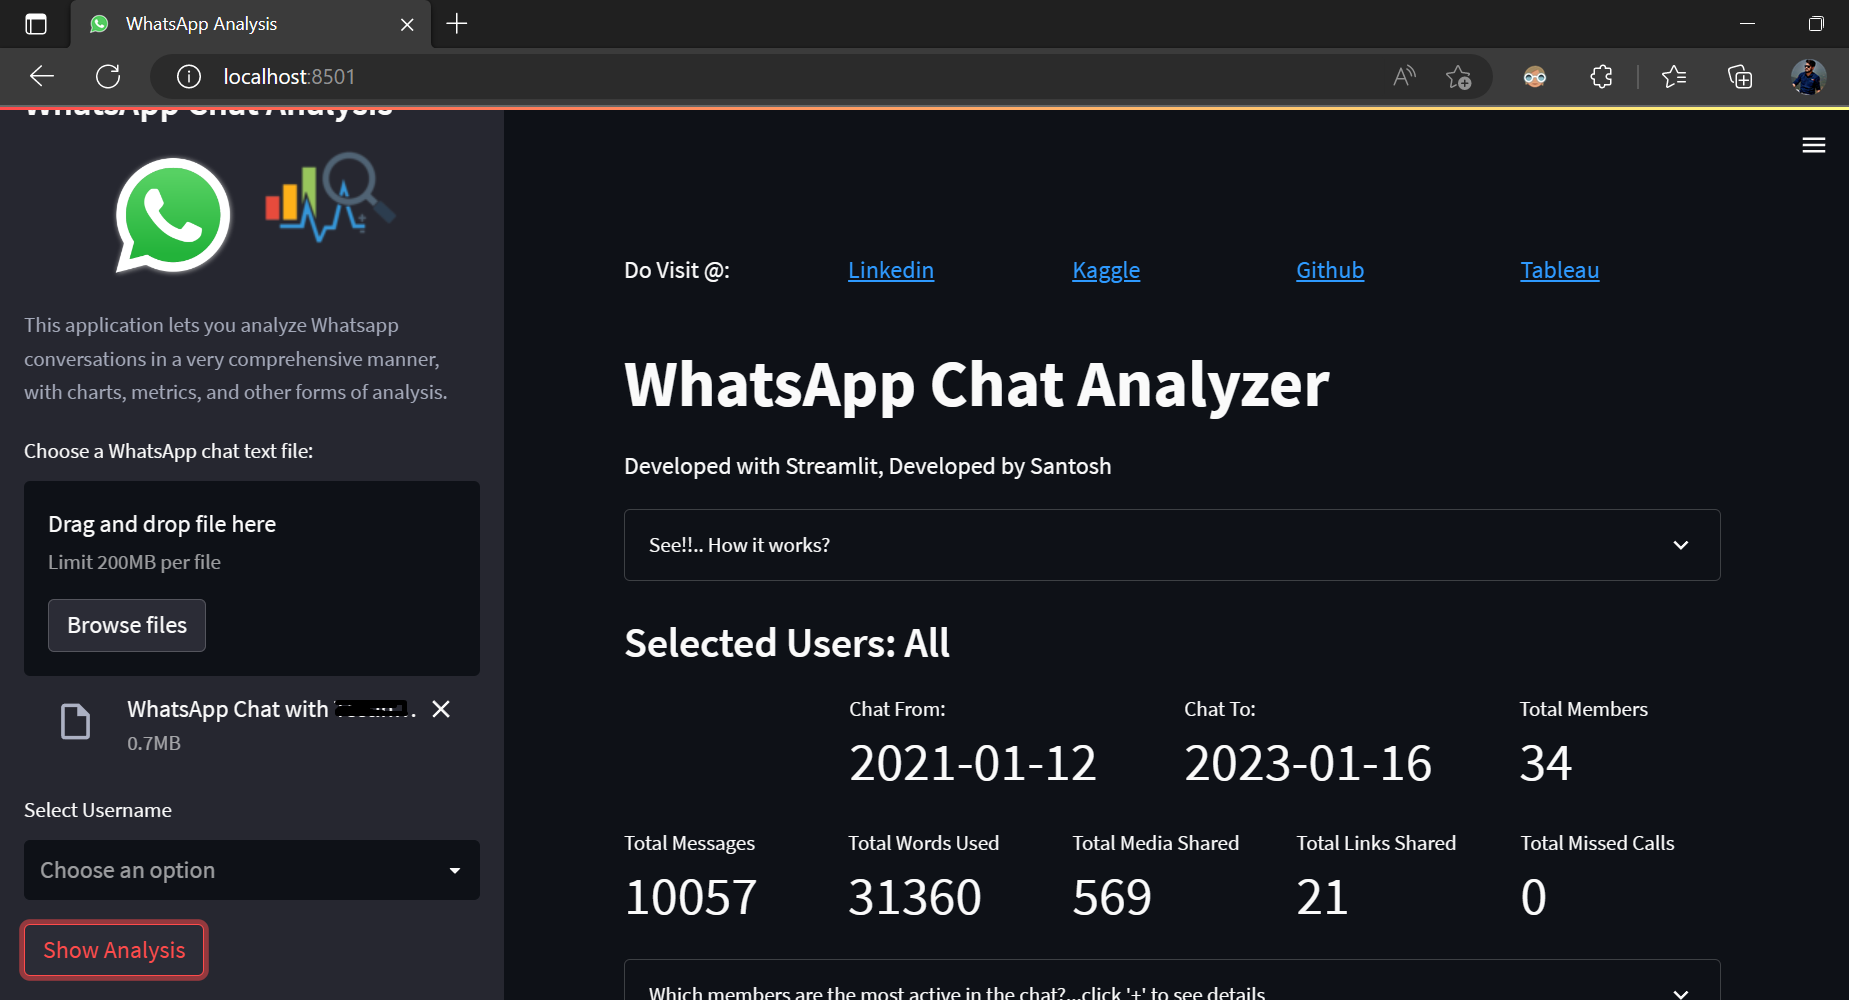 WhatsApp Analysis
localhost:8501
WhatsApp Chat Analysis
This application lets you analyze Whatsapp
conversations in a very comprehensive manner,
with charts, metrics, and other forms of analysis.
Choose a WhatsApp chat text file:
Drag and drop file here
Limit 200MB per file
Browse files
WhatsApp Chat with .
0.7MB
Select Username
Choose an option
Show Analysis
Do Visit @: Linkedin Kaggle Github Tableau
WhatsApp Chat Analyzer
Developed with Streamlit, Developed by Santosh
See!!.. How it works?
Selected Users: All
Chat From: Chat To: Total Members
2021-01-12 2023-01-16 34
Total Messages Total Words Used Total Media Shared Total Links Shared Total Missed Calls
10057 31360 569 21 0
Which members are the most active in the chat?...click '+' to see details